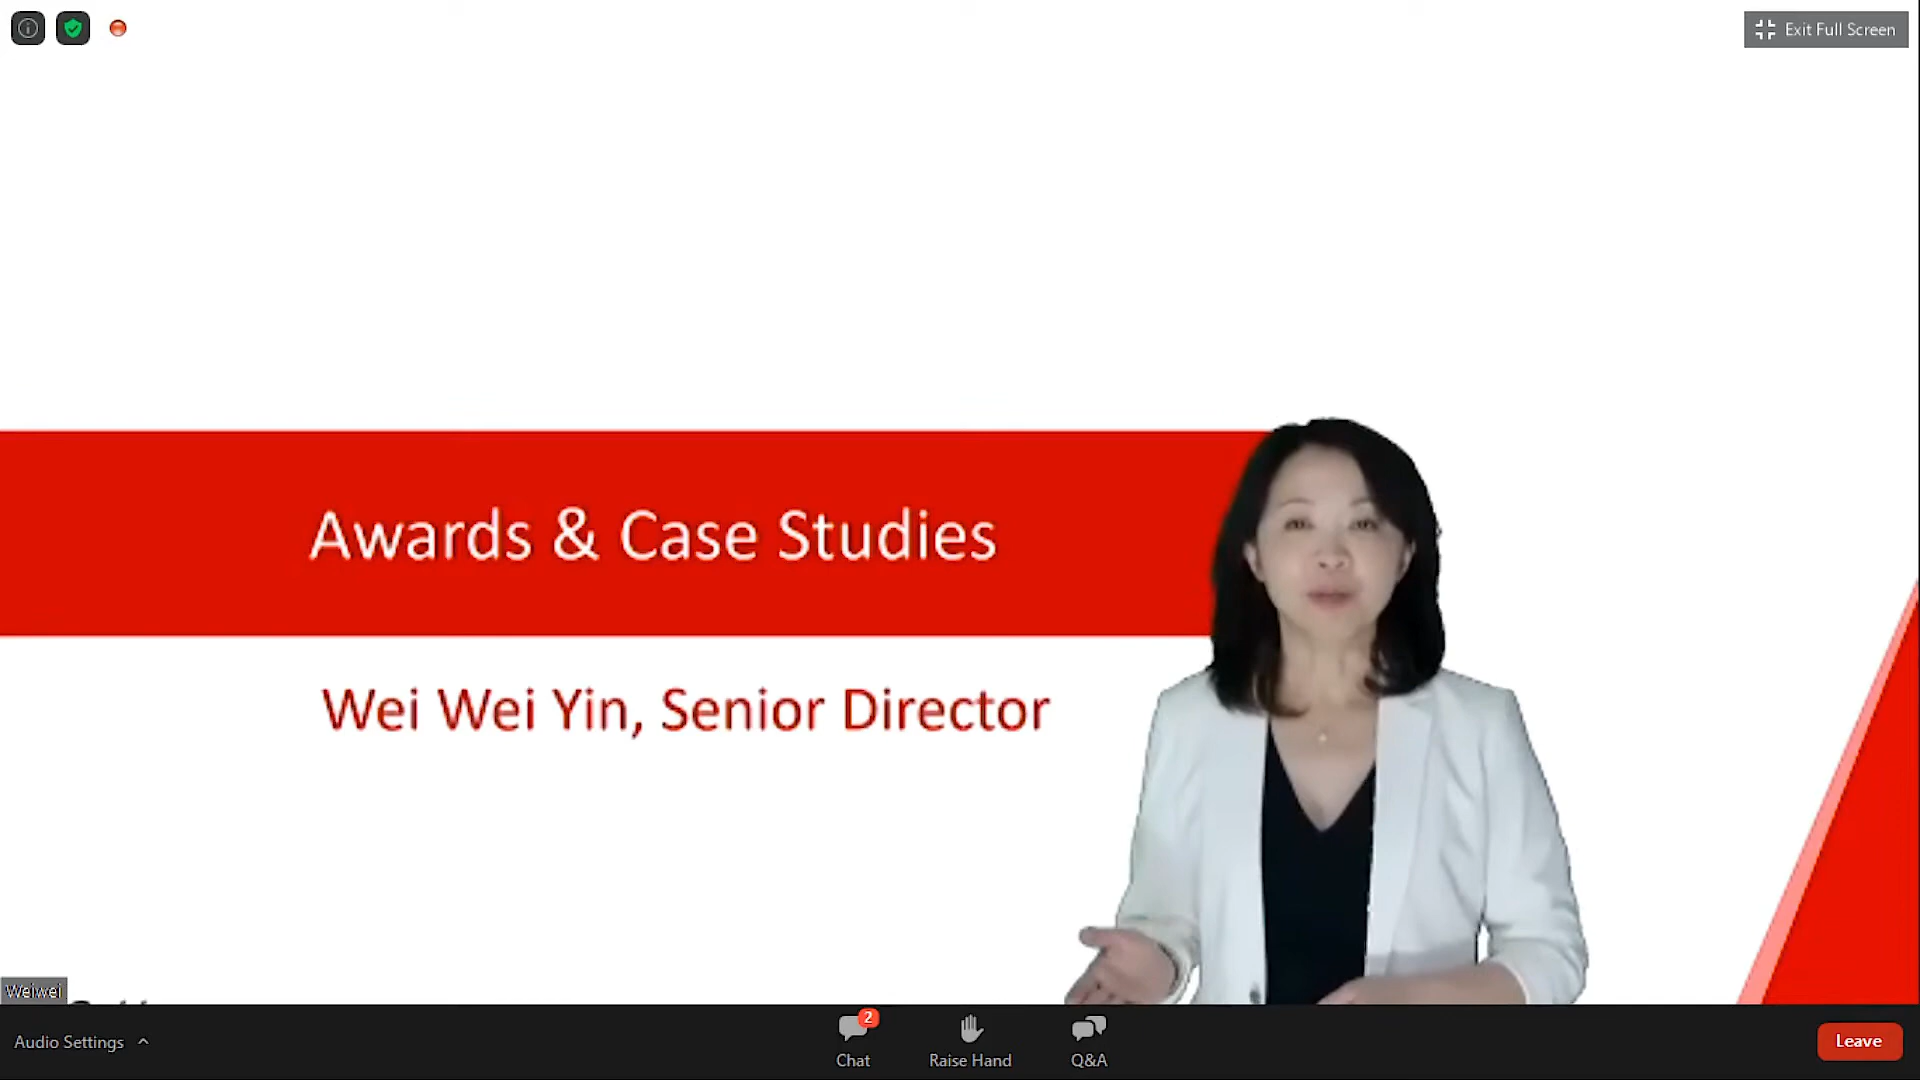 Exit Full Screen
Awards & Case Studies
Wei Wei Yin, Senior Director
Weiwei
Audio Settings
2
Chat
Raise Hand
Q&A
Leave